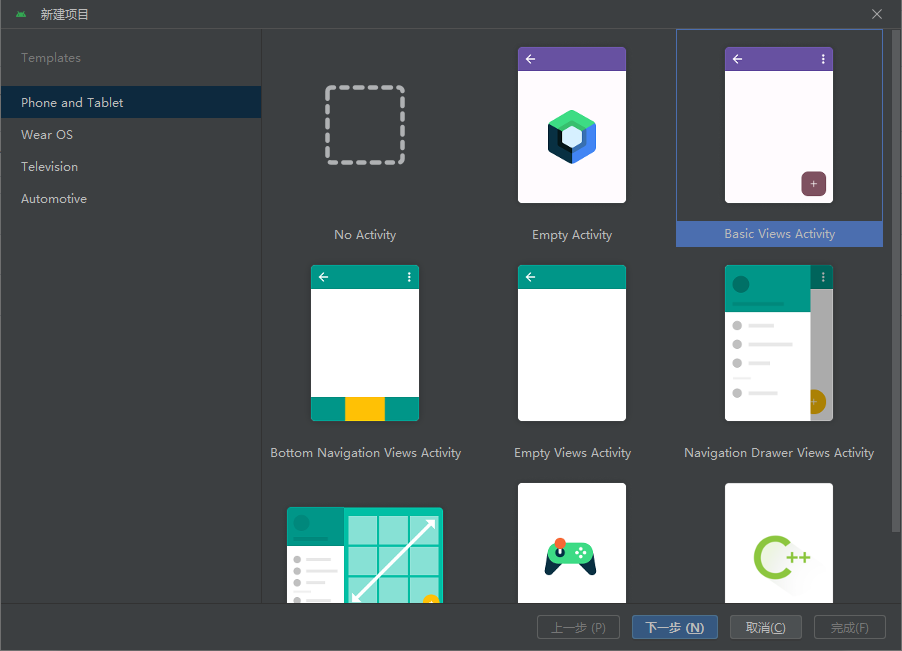 新建项目
Templates
Phone and Tablet
Wear OS
Television
Automotive
No Activity
Empty Activity
Basic Views Activity
Bottom Navigation Views Activity
Empty Views Activity
Navigation Drawer Views Activity
C++
上一步 (P)
下一步 (N)
取消(C)
完成(F)